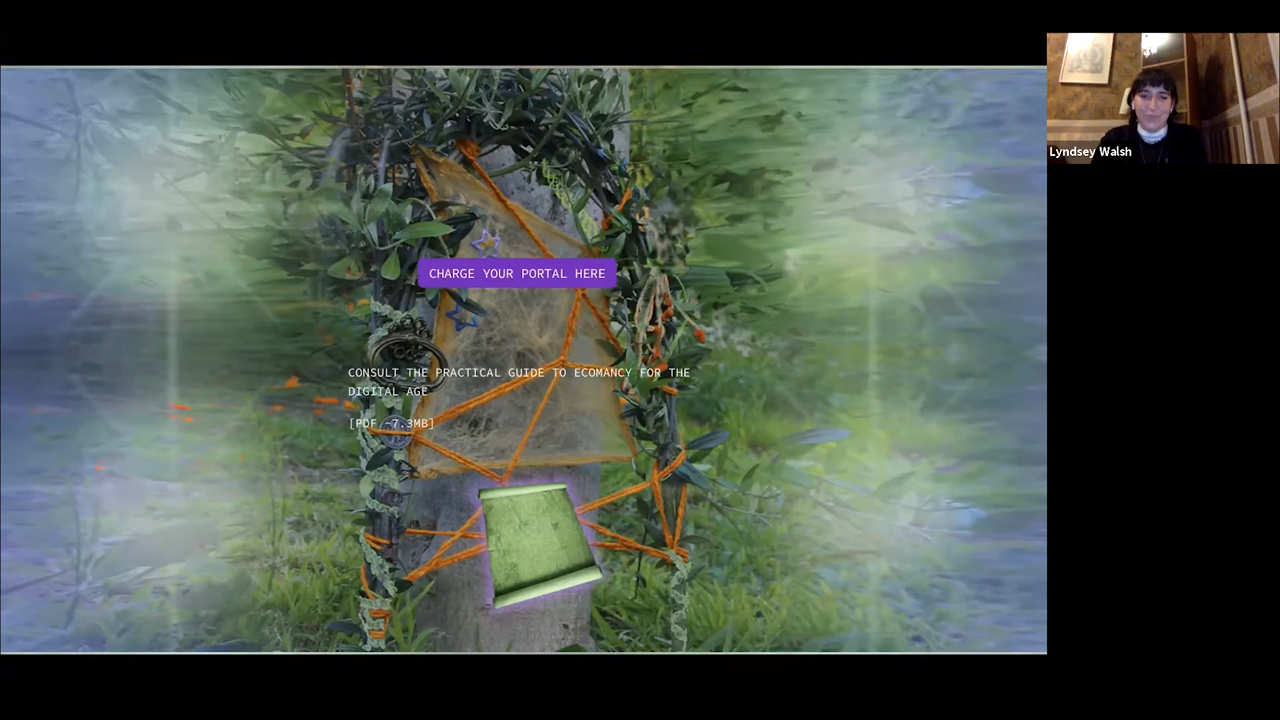 CHARGE YOUR PORTAL HERE
CONSULT THE PRACTICAL GUIDE TO ECOMANCY FOR THE
DIGITAL AGE
[PDF ~7.3MB]
Lyndsey Walsh